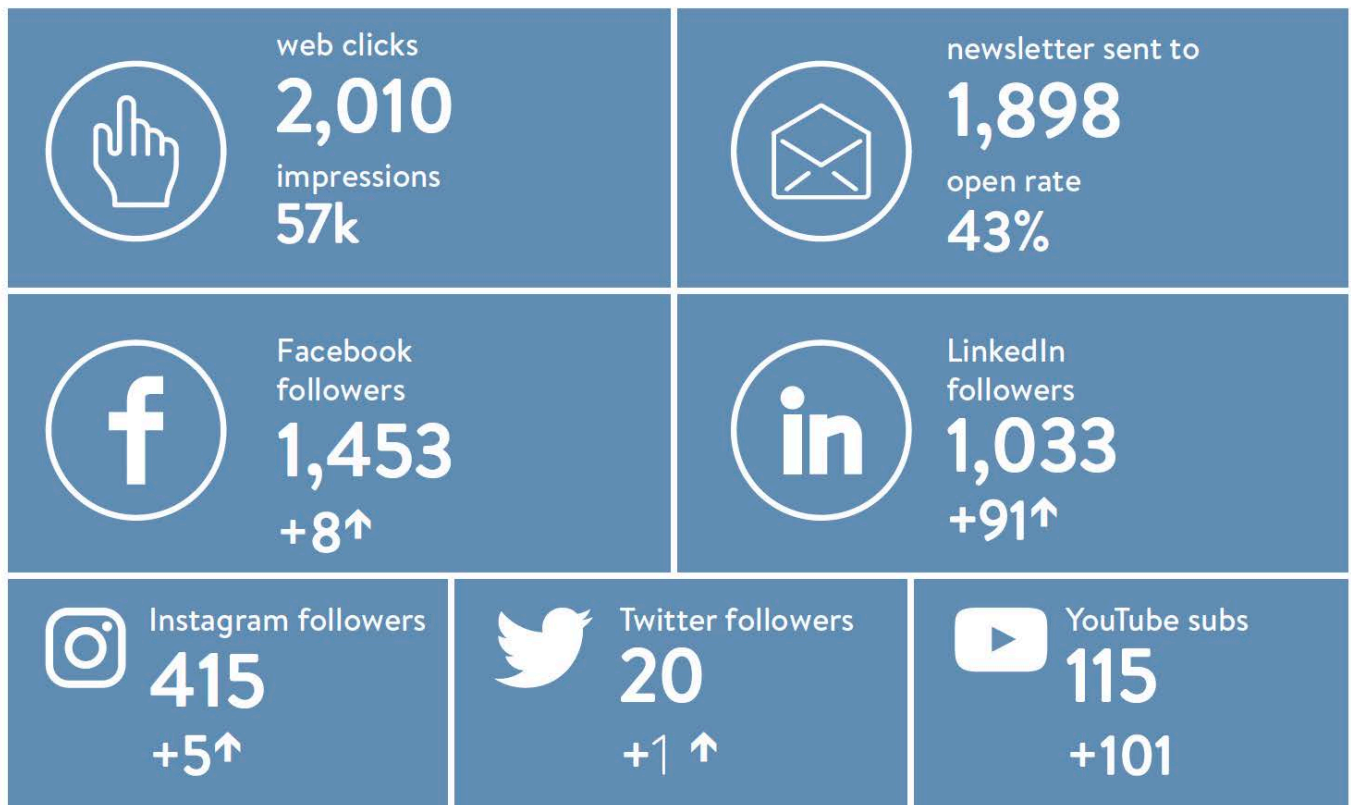 web clicks
2,010
impressions
57k
newsletter sent to
1,898
open rate
43%
Facebook
followers
1,453
+8↑
LinkedIn
followers
1,033
+91↑
Instagram followers
415
+5↑
Twitter followers
20
+1 ↑
YouTube subs
115
+101